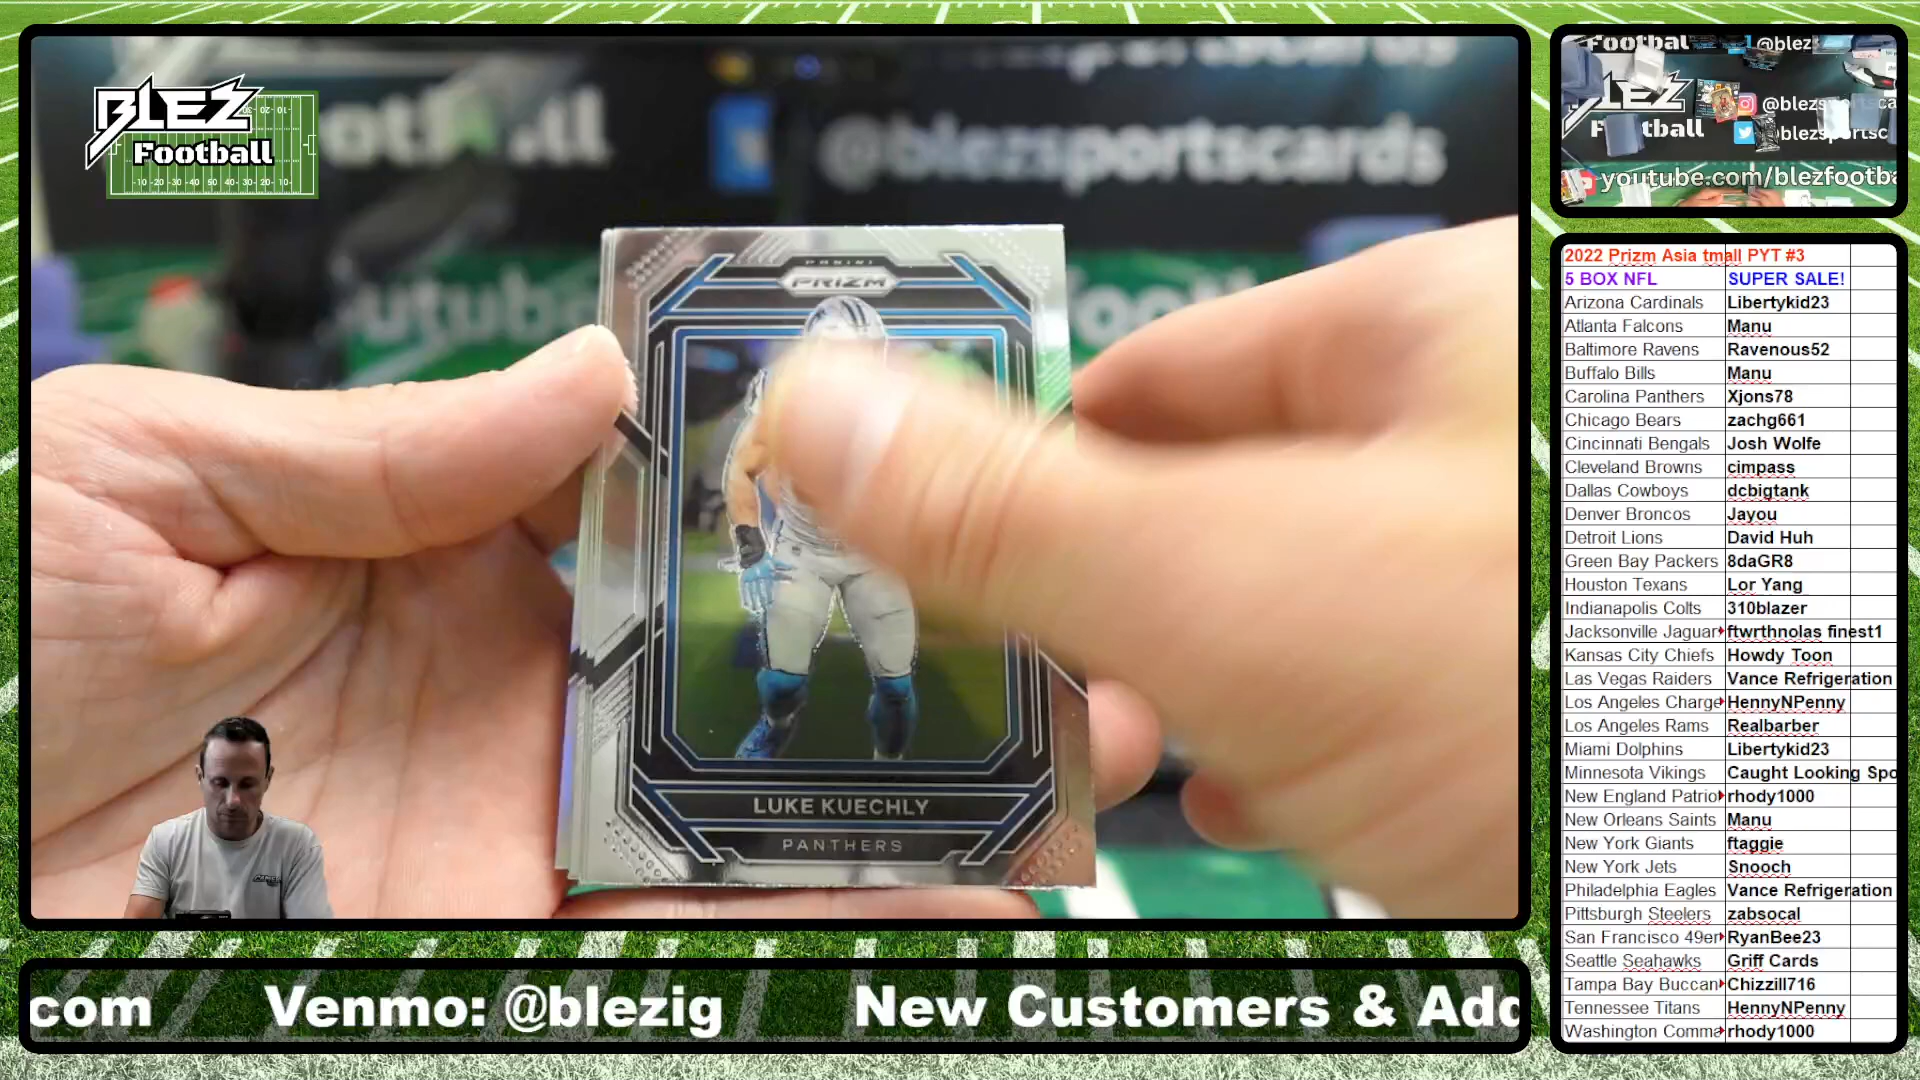 BLEZ
Football
@blezsportscards
PANINI
PRIZM
LUKE KUECHLY
PANTHERS
com Venmo: @blezig New Customers & Add
Football @blez
@blezsportsca
Football blezsportsc
youtube.com/blezfootba
2022 Prizm Asia tmall PYT #3
5 BOX NFL SUPER SALE!
Arizona Cardinals Libertykid23
Atlanta Falcons Manu
Baltimore Ravens Ravenous52
Buffalo Bills Manu
Carolina Panthers Xjons78
Chicago Bears zachg661
Cincinnati Bengals Josh Wolfe
Cleveland Browns cimpass
Dallas Cowboys dcbigtank
Denver Broncos Jayou
Detroit Lions David Huh
Green Bay Packers 8daGR8
Houston Texans Lor Yang
Indianapolis Colts 310blazer
Jacksonville Jaguar ftwrthnolas finest1
Kansas City Chiefs Howdy Toon
Las Vegas Raiders Vance Refrigeration
Los Angeles Charge HennyNPenny
Los Angeles Rams Realbarber
Miami Dolphins Libertykid23
Minnesota Vikings Caught Looking Spo
New England Patrio rhody1000
New Orleans Saints Manu
New York Giants ftaggie
New York Jets Snooch
Philadelphia Eagles Vance Refrigeration
Pittsburgh Steelers zabsocal
San Francisco 49er RyanBee23
Seattle Seahawks Griff Cards
Tampa Bay Buccan Chizzill716
Tennessee Titans HennyNPenny
Washington Comma rhody1000